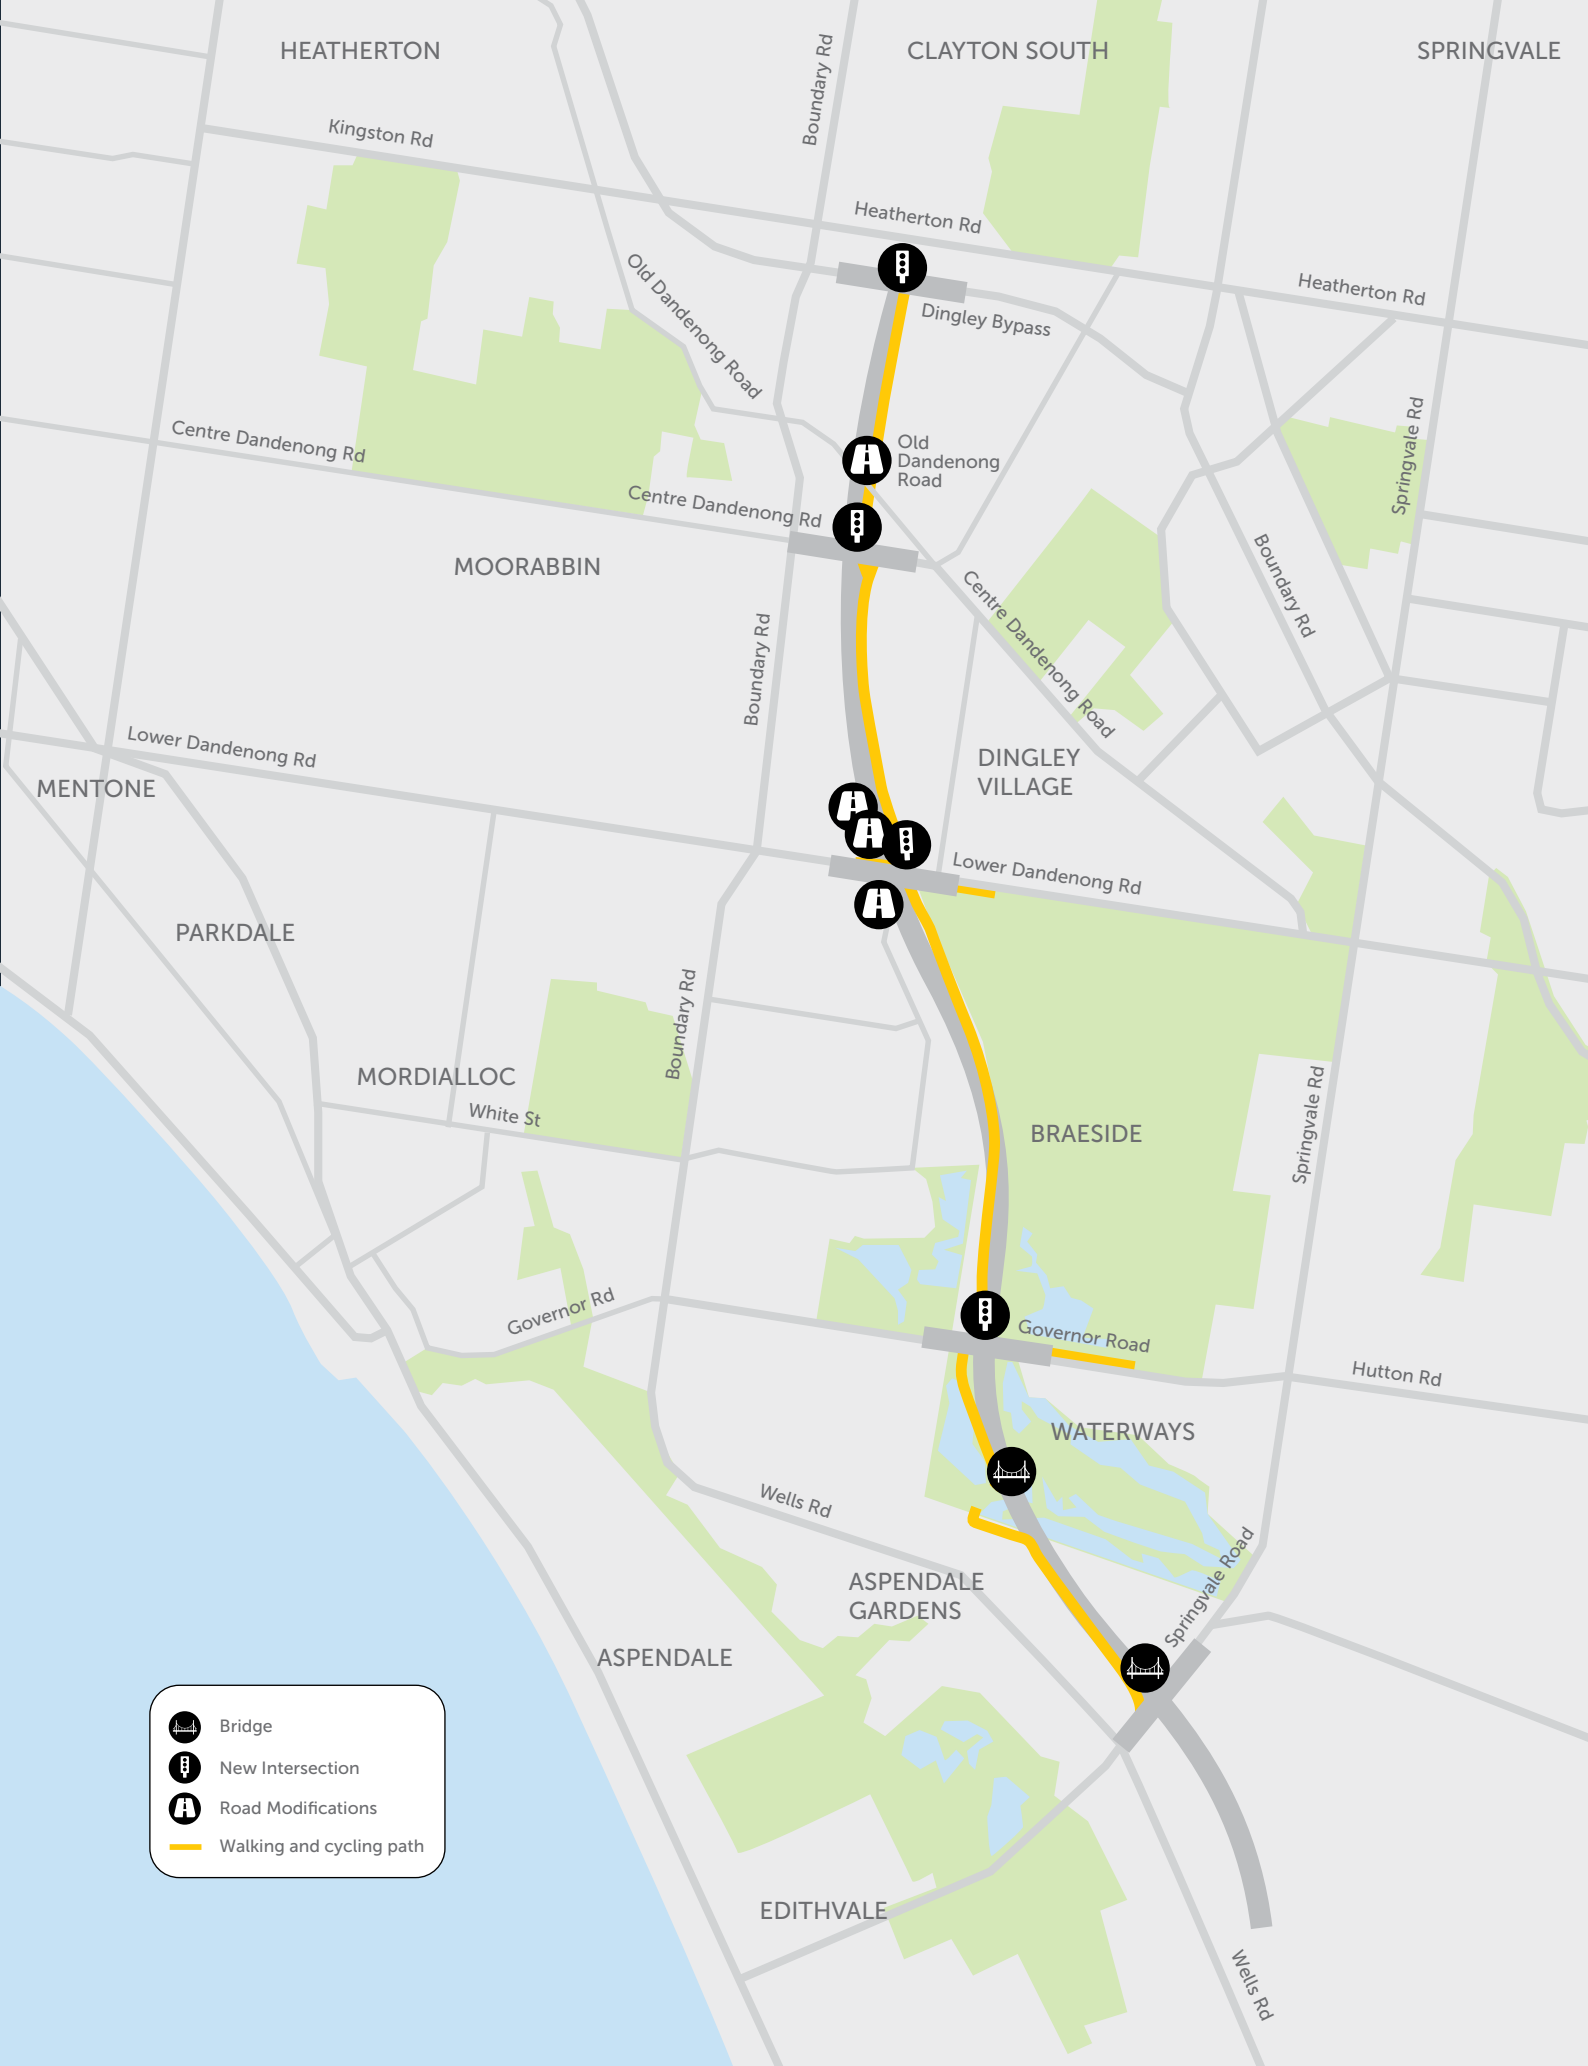 HEATHERTON
CLAYTON SOUTH
SPRINGVALE
Boundary Rd
Kingston Rd
Heatherton Rd
Old Dandenong Road
Heatherton Rd
Dingley Bypass
Springvale Rd
Centre Dandenong Rd
Old
Dandenong
Road
Centre Dandenong Rd
Boundary Rd
MOORABBIN
Centre Dandenong Road
Boundary Rd
Lower Dandenong Rd
DINGLEY
VILLAGE
MENTONE
Lower Dandenong Rd
PARKDALE
Boundary Rd
MORDIALLOC
White St
BRAESIDE
Springvale Rd
Governor Rd
Governor Road
Hutton Rd
WATERWAYS
Wells Rd
Springvale Road
ASPENDALE
GARDENS
ASPENDALE
Bridge
New Intersection
Road Modifications
Walking and cycling path
EDITHVALE
Wells Rd